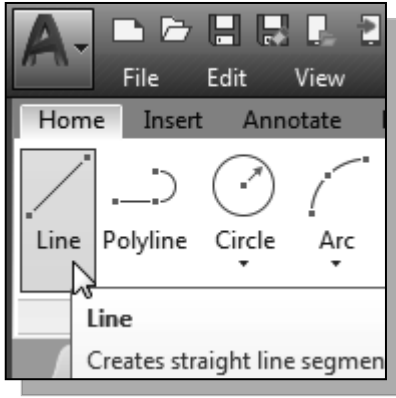 A
File Edit View
Home Insert Annotate
Line Polyline Circle Arc
Line
Creates straight line segmen